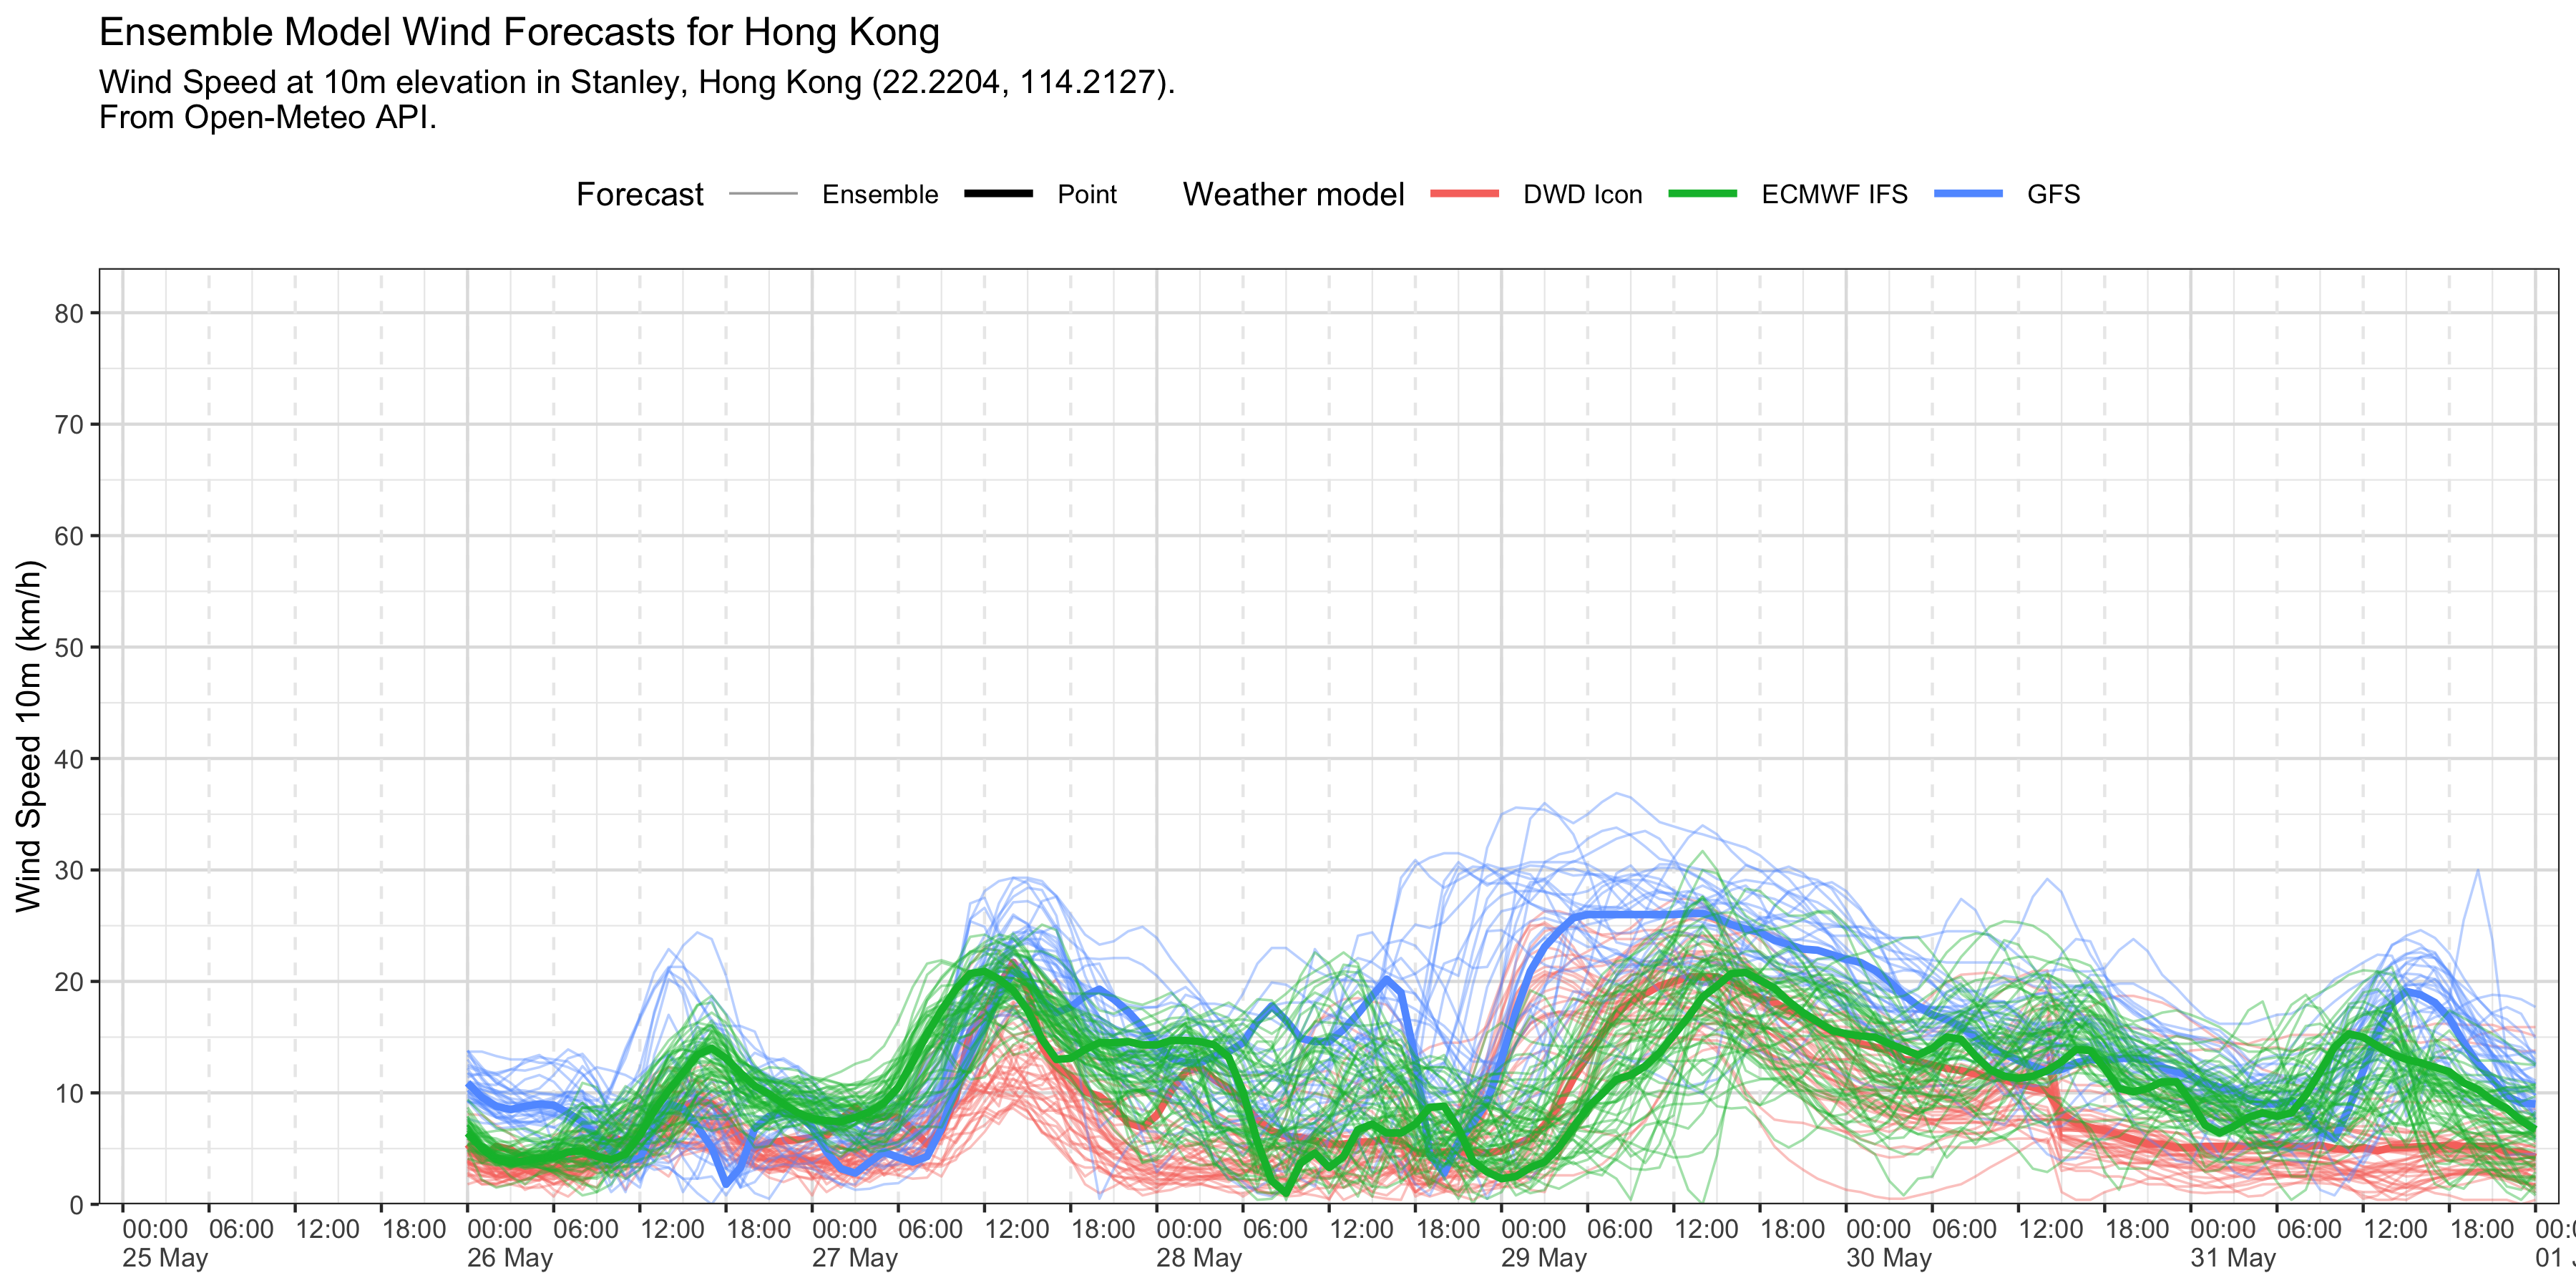 Ensemble Model Wind Forecasts for Hong Kong
Wind Speed at 10m elevation in Stanley, Hong Kong (22.2204, 114.2127).
From Open-Meteo API.
Forecast Ensemble Point Weather model DWD Icon ECMWF IFS GFS
Wind Speed 10m (km/h)
80
70
60
50
40
30
20
10
0
00:00 06:00 12:00 18:00 00:00 06:00 12:00 18:00 00:00 06:00 12:00 18:00 00:00 06:00 12:00 18:00 00:00 06:00 12:00 18:00 00:00 06:00 12:00 18:00 00:00 06:00 12:00 18:00 00:
25 May 26 May 27 May 28 May 29 May 30 May 31 May 01